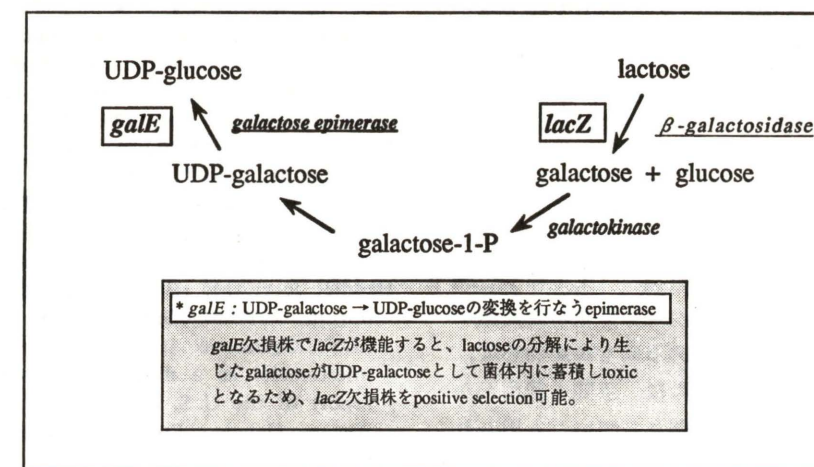 UDP-glucose
lactose
galE
galactose epimerase
lacZ
β-galactosidase
UDP-galactose
galactose + glucose
galactokinase
galactose-1-P
* galE : UDP-galactose → UDP-glucoseの変換を行なうepimerase
galE欠損株でlacZが機能すると、lactoseの分解により生
じたgalactoseがUDP-galactoseとして菌体内に蓄積しtoxic
となるため、lacZ欠損株をpositive selection可能。